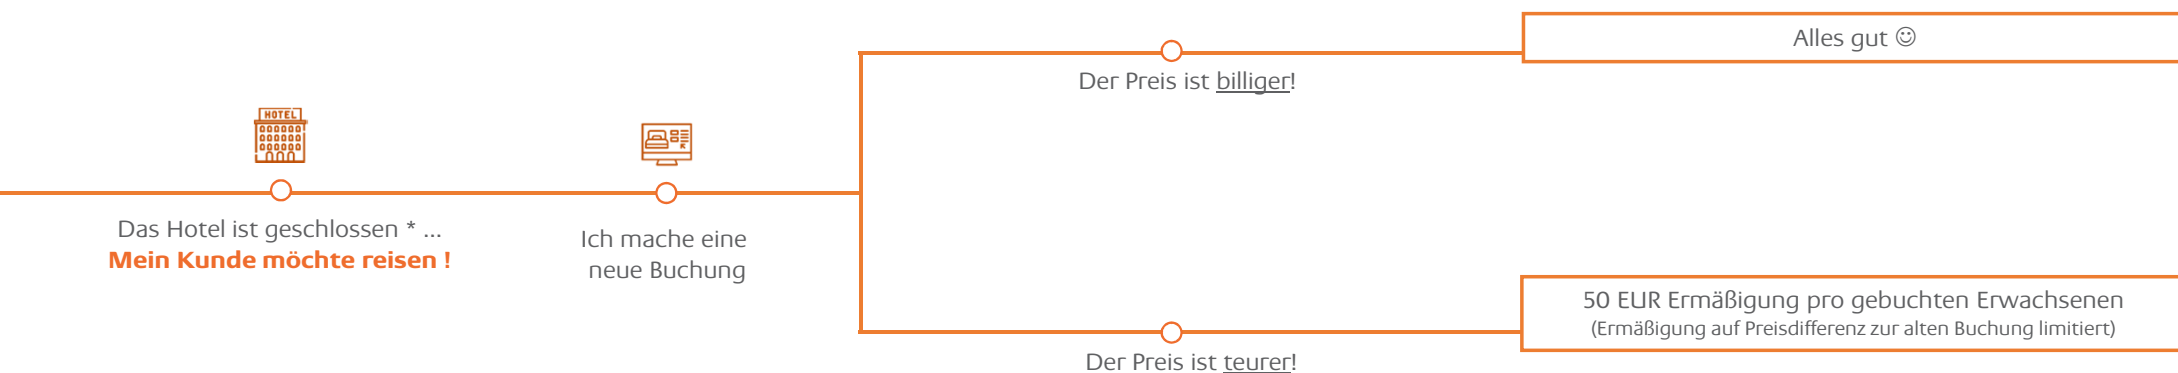 Alles gut ☺
Der Preis ist billiger!
HOTEL
Das Hotel ist geschlossen * ...
Mein Kunde möchte reisen !
Ich mache eine
neue Buchung
50 EUR Ermäßigung pro gebuchten Erwachsenen
(Ermäßigung auf Preisdifferenz zur alten Buchung limitiert)
Der Preis ist teurer!